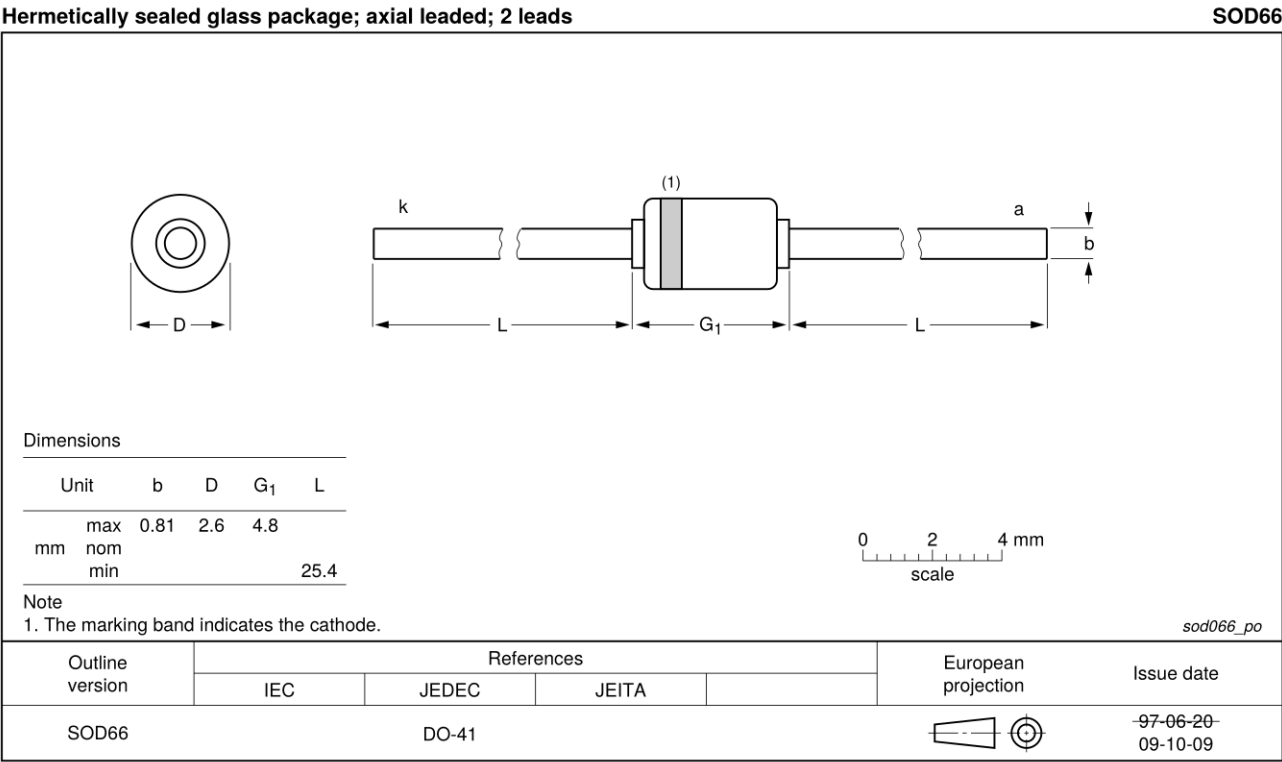 Hermetically sealed glass package; axial leaded; 2 leads SOD66
(1)
k a
b
D L G1 L
Dimensions
Unit b D G1 L
max 0.81 2.6 4.8
mm nom
min 25.4
0 2 4 mm
scale
Note
1. The marking band indicates the cathode.
sod066_po
Outline version References European projection Issue date
IEC JEDEC JEITA
SOD66 DO-41 97-06-20
09-10-09